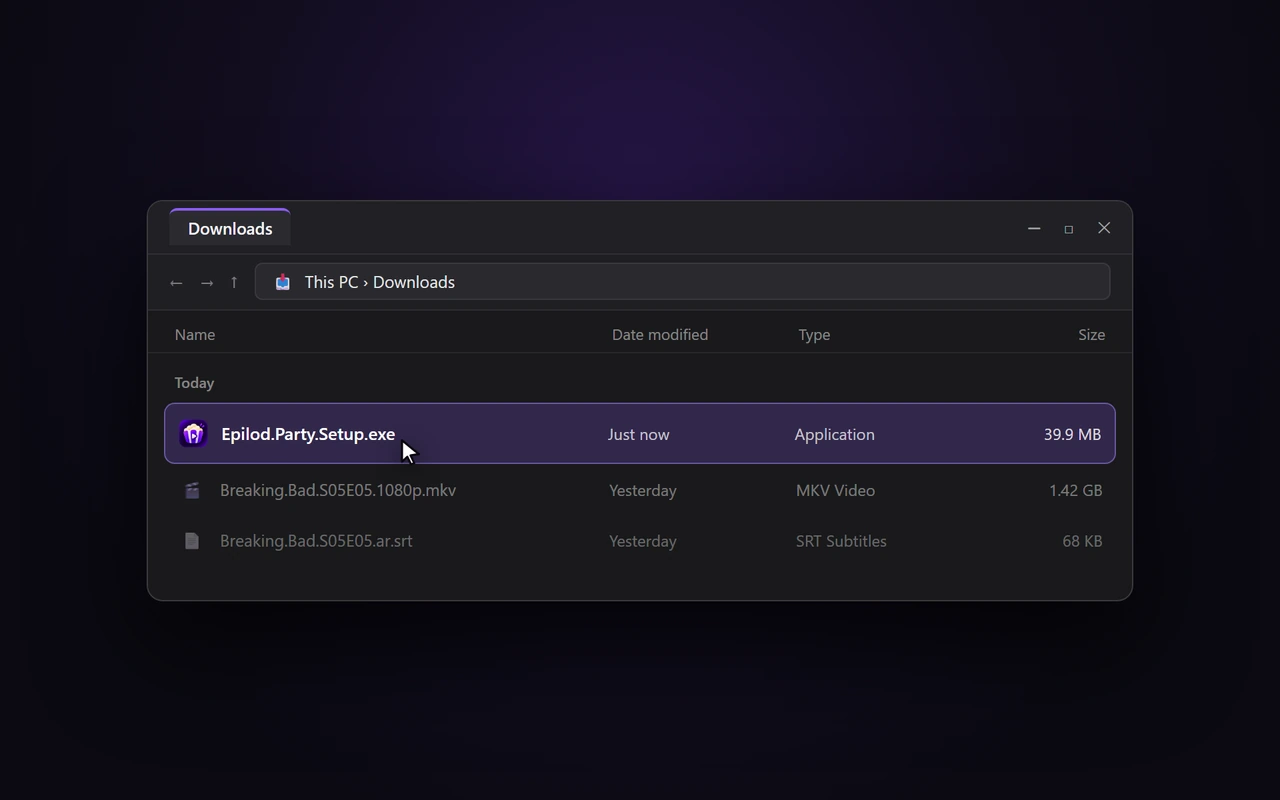 Downloads
This PC › Downloads
Name Date modified Type Size
Today
Epilod.Party.Setup.exe Just now Application 39.9 MB
Breaking.Bad.S05E05.1080p.mkv Yesterday MKV Video 1.42 GB
Breaking.Bad.S05E05.ar.srt Yesterday SRT Subtitles 68 KB